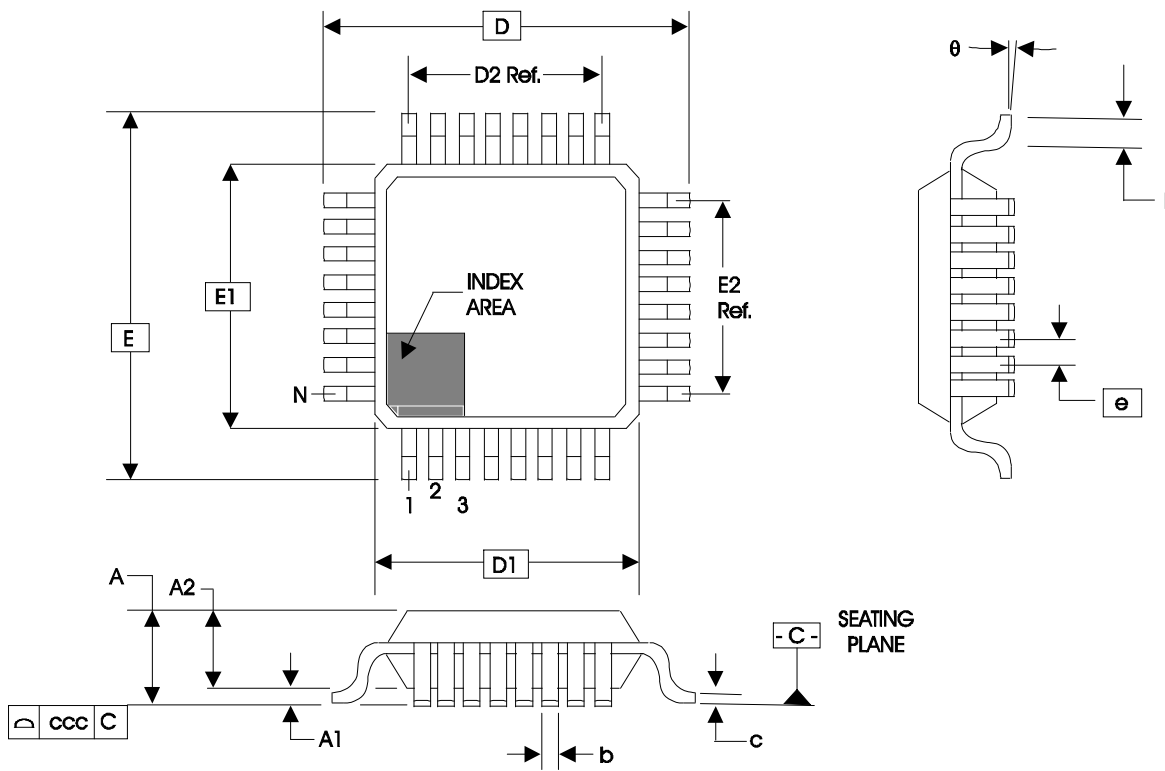 D
D2 Ref.
θ
E1
E
INDEX
AREA
E2
Ref.
N
e
1
2
3
D1
A
A2
- C -
SEATING
PLANE
ccc C
A1
b
c